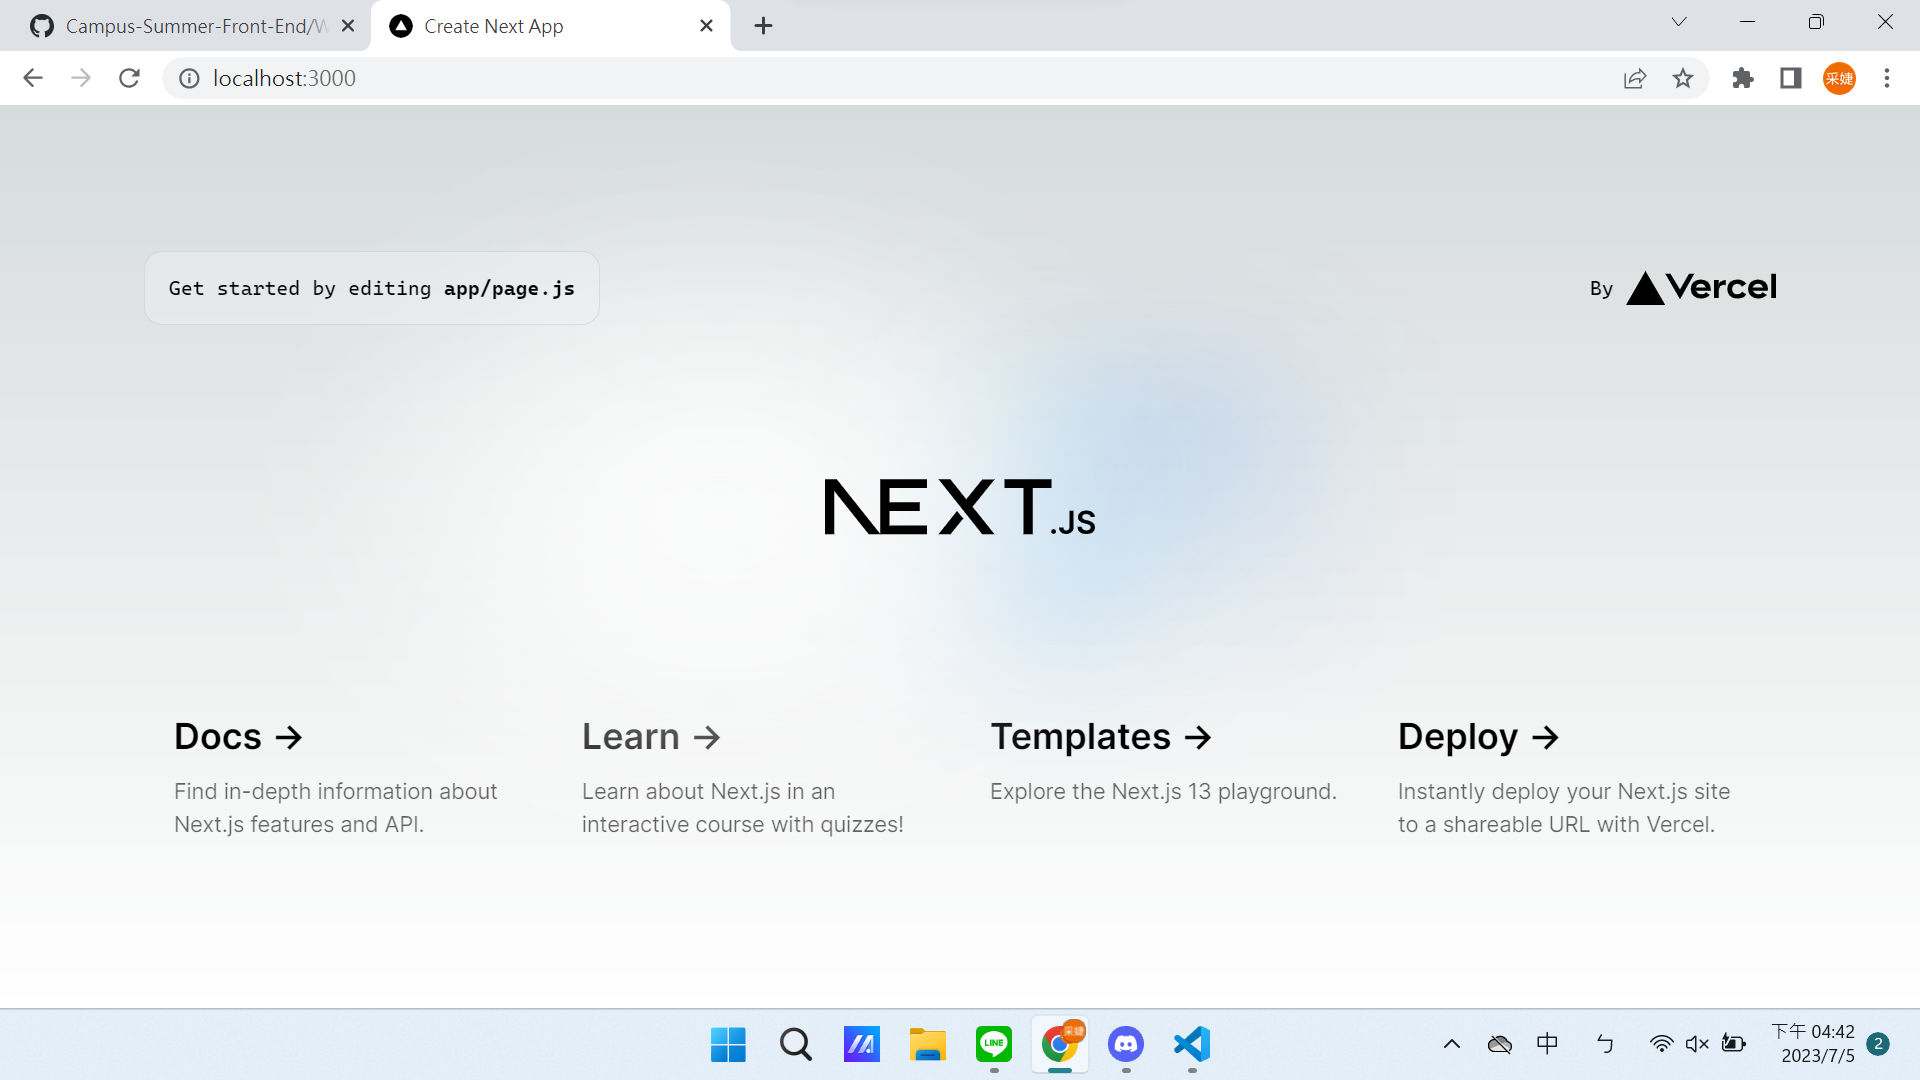 Campus-Summer-Front-End/W
Create Next App
localhost:3000
采婕
Get started by editing app/page.js
By Vercel
NEXT.JS
Docs →
Find in-depth information about
Next.js features and API.
Learn →
Learn about Next.js in an
interactive course with quizzes!
Templates →
Explore the Next.js 13 playground.
Deploy →
Instantly deploy your Next.js site
to a shareable URL with Vercel.
LINE
采婕
中
ㄅ
下午 04:42
2023/7/5
2